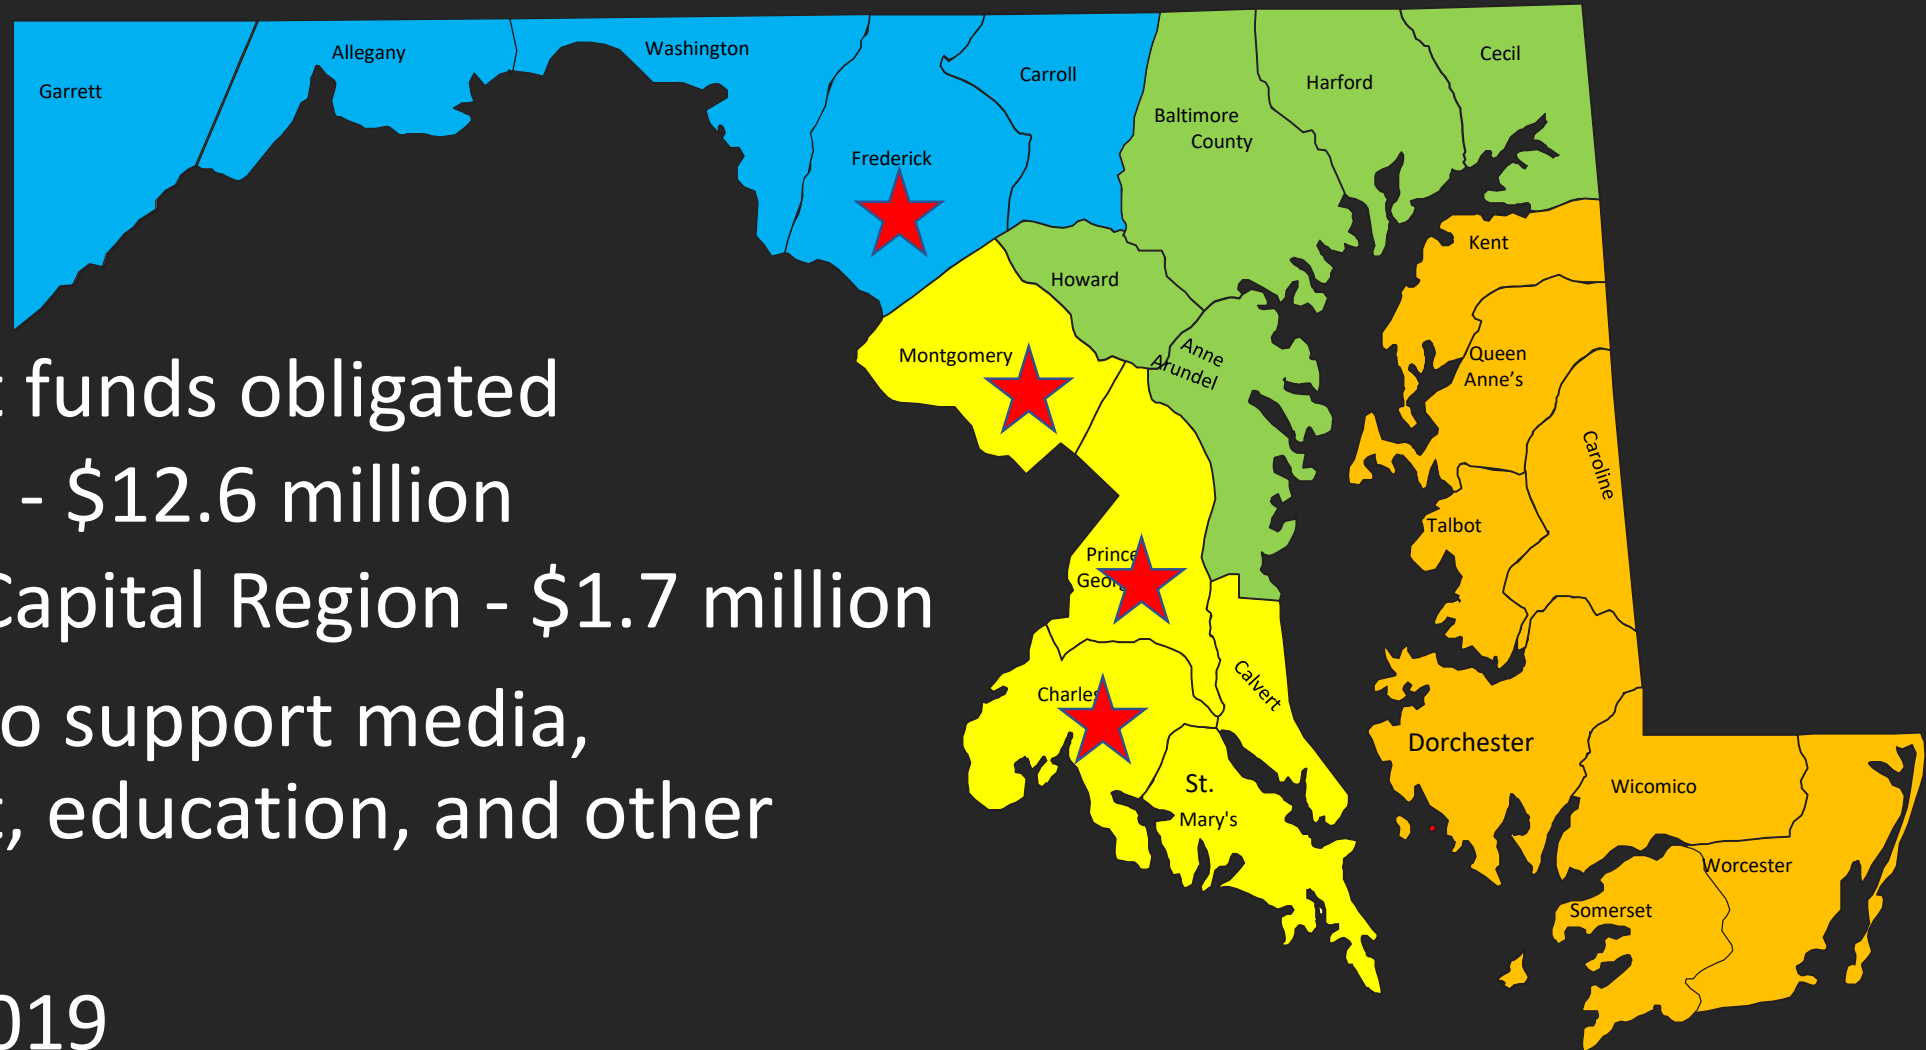 Garrett
Allegany
Washington
Frederick
Carroll
Baltimore
County
Harford
Cecil
Howard
Montgomery
Anne
Arundel
Kent
Queen
Anne's
Caroline
Talbot
Prince
Charles
Calvert
St.
Mary's
Dorchester
Wicomico
Worcester
Somerset
funds obligated
- $12.6 million
Capital Region - $1.7 million
support media,
education, and other